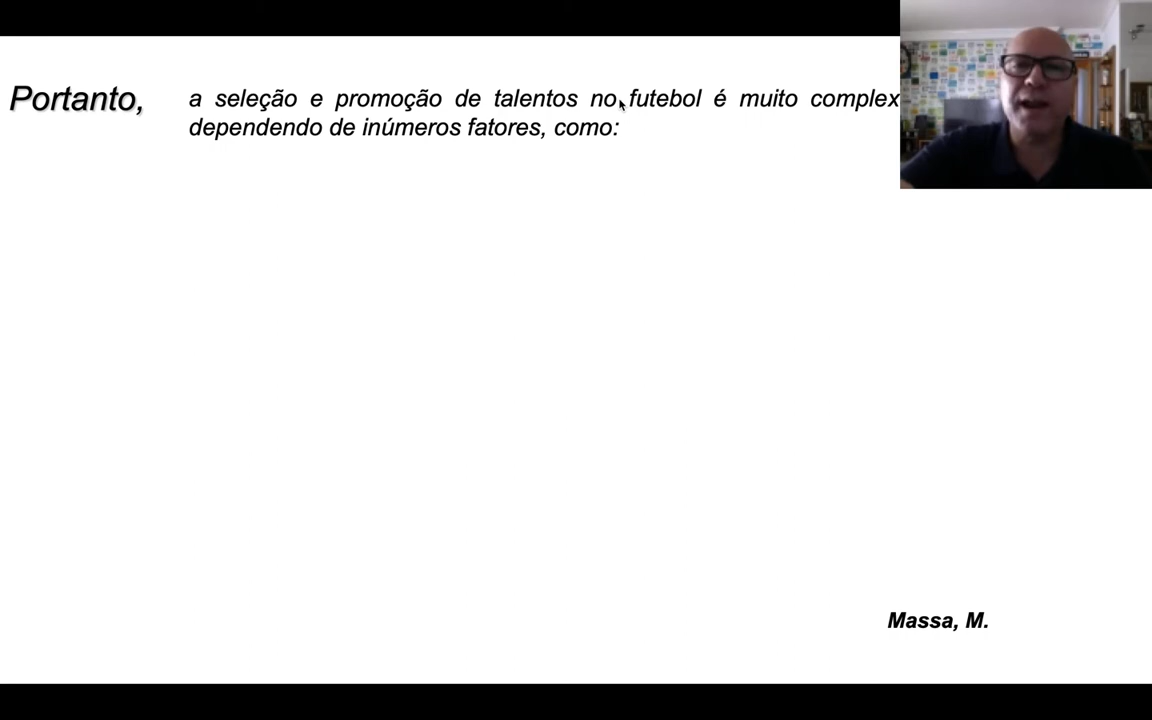 Portanto,
a seleção e promoção de talentos no futebol é muito complex
dependendo de inúmeros fatores, como:
Massa, M.